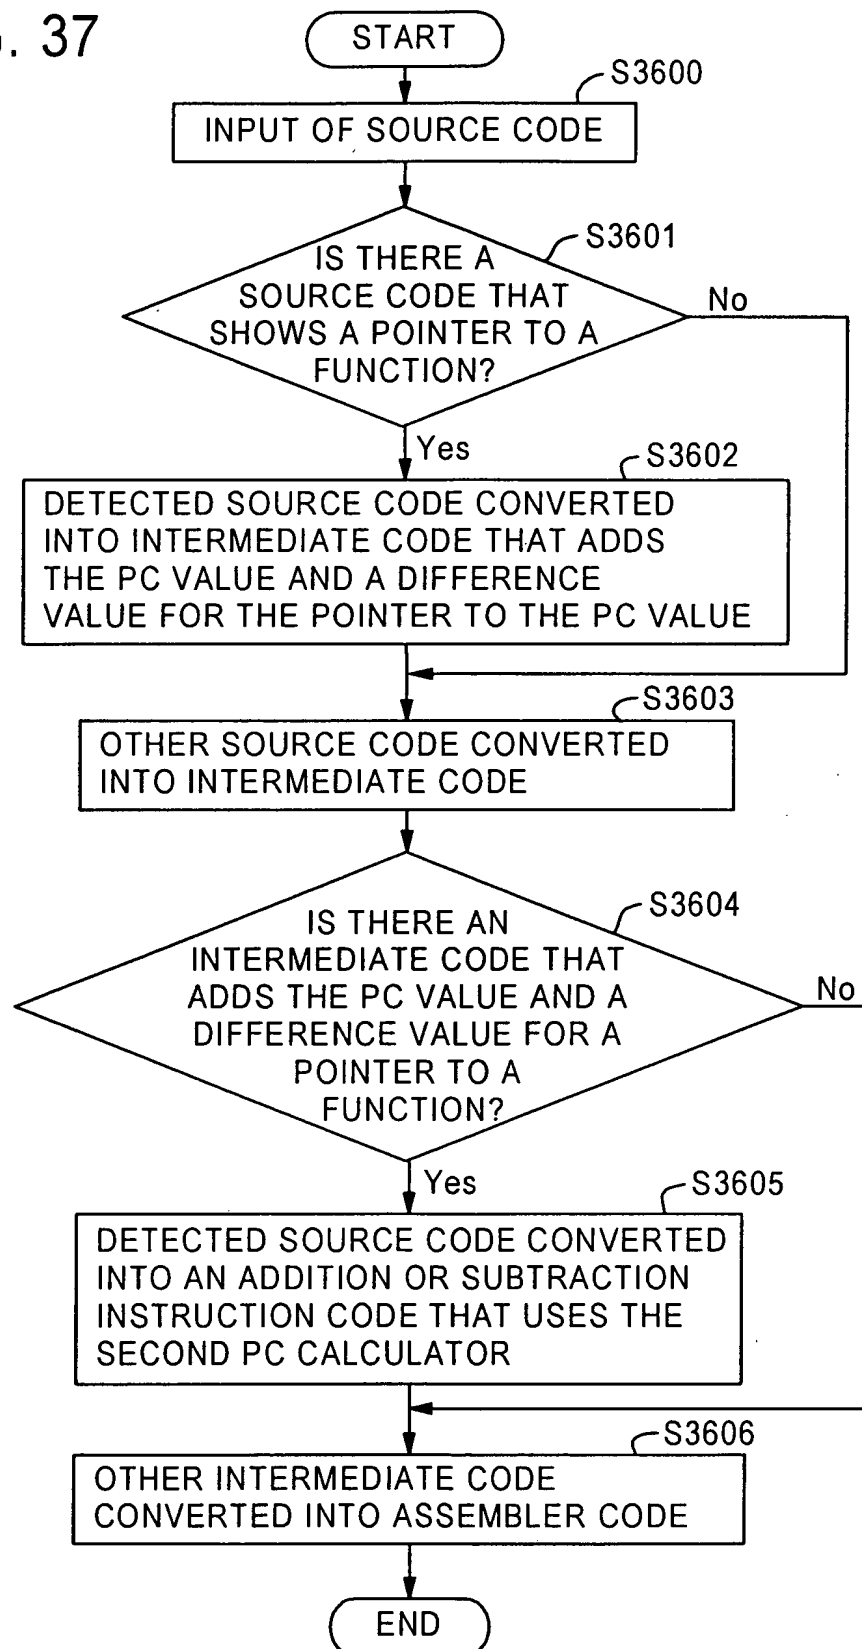 . 37
START
S3600
INPUT OF SOURCE CODE
S3601
IS THERE A
SOURCE CODE THAT
SHOWS A POINTER TO A
FUNCTION?
No
Yes
S3602
DETECTED SOURCE CODE CONVERTED
INTO INTERMEDIATE CODE THAT ADDS
THE PC VALUE AND A DIFFERENCE
VALUE FOR THE POINTER TO THE PC VALUE
S3603
OTHER SOURCE CODE CONVERTED
INTO INTERMEDIATE CODE
S3604
IS THERE AN
INTERMEDIATE CODE THAT
ADDS THE PC VALUE AND A
DIFFERENCE VALUE FOR A
POINTER TO A
FUNCTION?
No
Yes
S3605
DETECTED SOURCE CODE CONVERTED
INTO AN ADDITION OR SUBTRACTION
INSTRUCTION CODE THAT USES THE
SECOND PC CALCULATOR
S3606
OTHER INTERMEDIATE CODE
CONVERTED INTO ASSEMBLER CODE
END